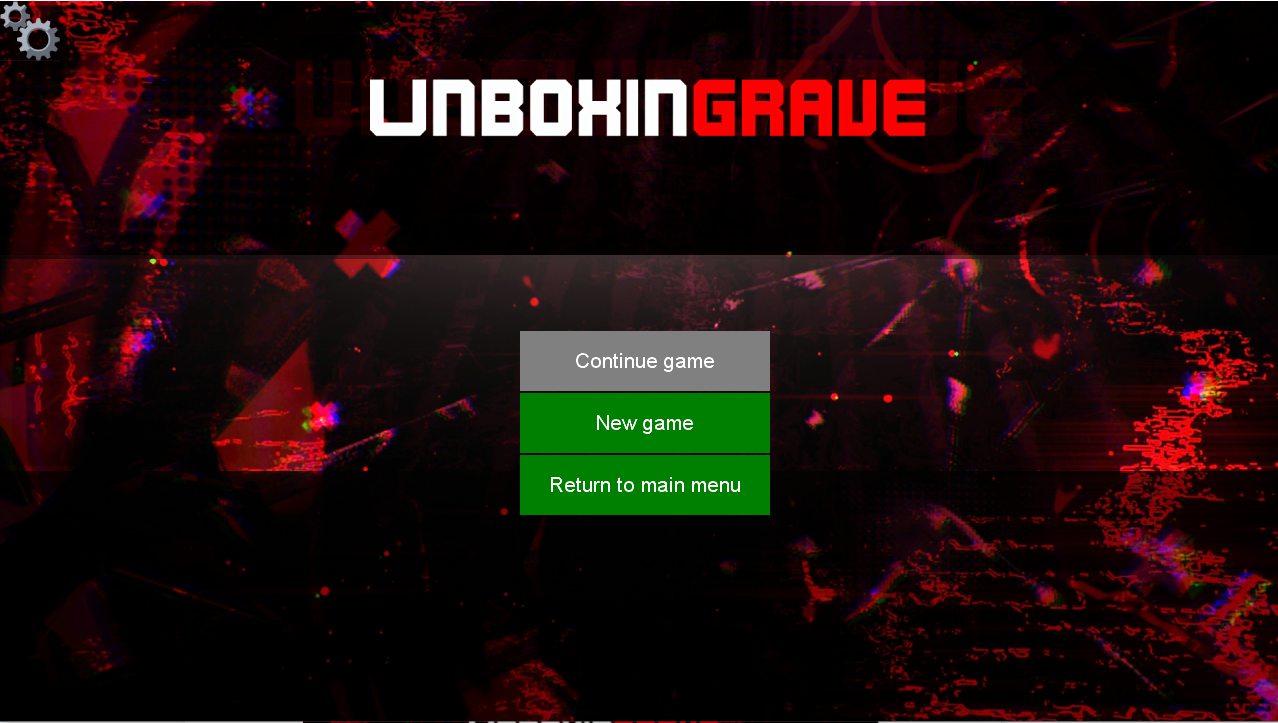 UNBOXINGRAVE
Continue game
New game
Return to main menu